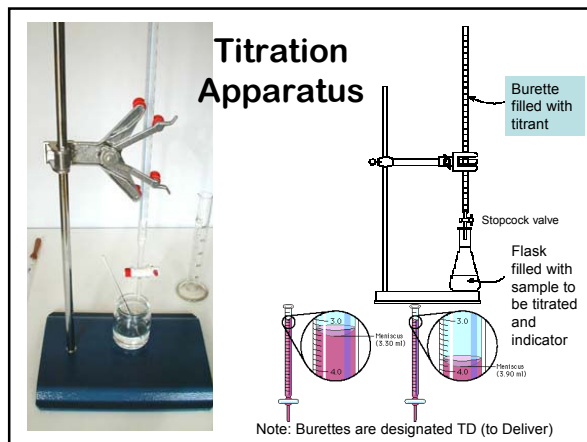 Titration
Apparatus
Burette
filled with
titrant
Stopcock valve
Flask
filled with
sample to
be titrated
and
indicator
3.0
Meniscus
(3.30 ml)
4.0
3.0
Meniscus
(3.90 ml)
4.0
Note: Burettes are designated TD (to Deliver)